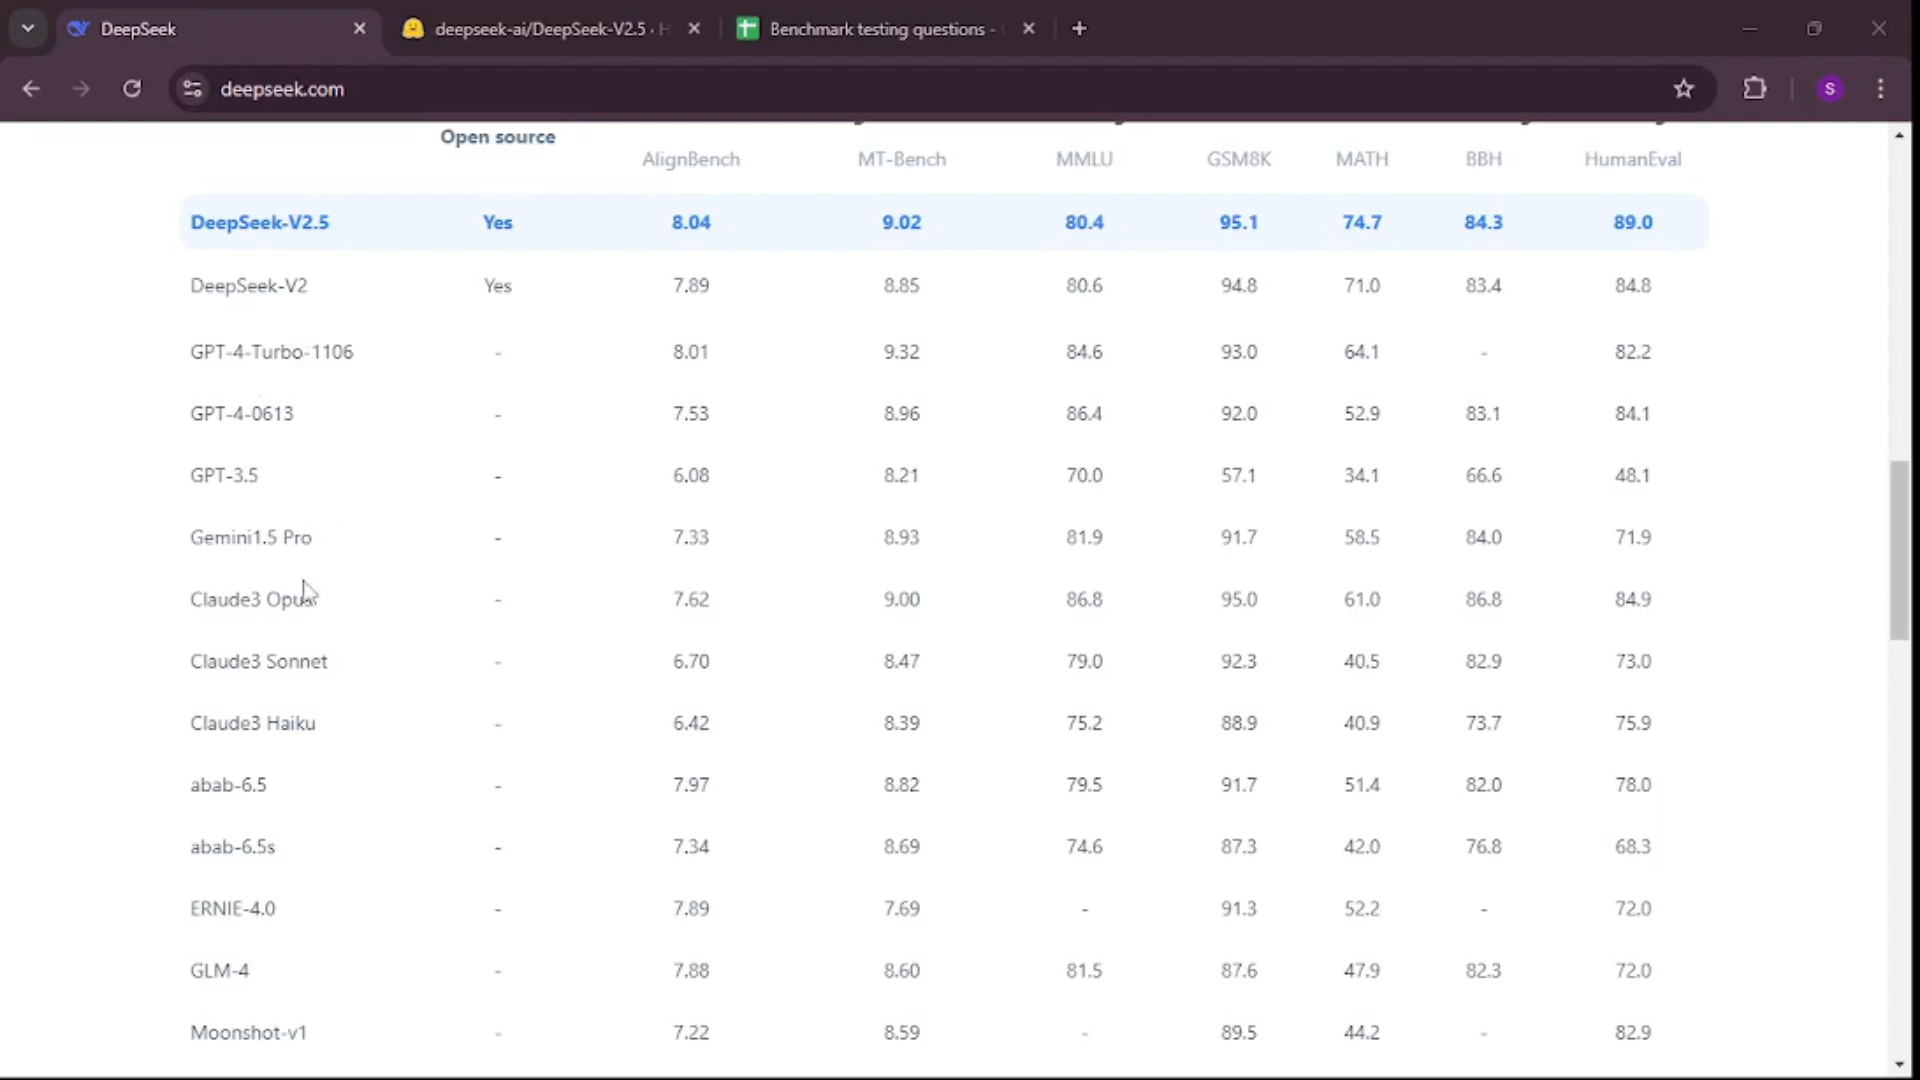 DeepSeek
deepseek-ai/DeepSeek-V2.5 · H
Benchmark testing questions -
deepseek.com
S
Open source
AlignBench MT-Bench MMLU GSM8K MATH BBH HumanEval
DeepSeek-V2.5 Yes 8.04 9.02 80.4 95.1 74.7 84.3 89.0
DeepSeek-V2 Yes 7.89 8.85 80.6 94.8 71.0 83.4 84.8
GPT-4-Turbo-1106 - 8.01 9.32 84.6 93.0 64.1 - 82.2
GPT-4-0613 - 7.53 8.96 86.4 92.0 52.9 83.1 84.1
GPT-3.5 - 6.08 8.21 70.0 57.1 34.1 66.6 48.1
Gemini1.5 Pro - 7.33 8.93 81.9 91.7 58.5 84.0 71.9
Claude3 Opus - 7.62 9.00 86.8 95.0 61.0 86.8 84.9
Claude3 Sonnet - 6.70 8.47 79.0 92.3 40.5 82.9 73.0
Claude3 Haiku - 6.42 8.39 75.2 88.9 40.9 73.7 75.9
abab-6.5 - 7.97 8.82 79.5 91.7 51.4 82.0 78.0
abab-6.5s - 7.34 8.69 74.6 87.3 42.0 76.8 68.3
ERNIE-4.0 - 7.89 7.69 - 91.3 52.2 - 72.0
GLM-4 - 7.88 8.60 81.5 87.6 47.9 82.3 72.0
Moonshot-v1 - 7.22 8.59 - 89.5 44.2 - 82.9